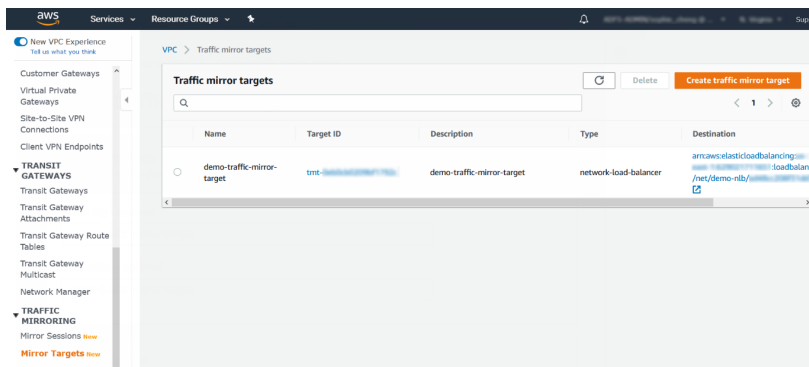 aws
Services
Resource Groups
Sup
New VPC Experience
Tell us what you think
Customer Gateways
Virtual Private
Gateways
Site-to-Site VPN
Connections
Client VPN Endpoints
TRANSIT
GATEWAYS
Transit Gateways
Transit Gateway
Attachments
Transit Gateway Route
Tables
Transit Gateway
Multicast
Network Manager
TRAFFIC
MIRRORING
Mirror Sessions New
Mirror Targets New
VPC > Traffic mirror targets
Traffic mirror targets
Delete
Create traffic mirror target
< 1 >
Name Target ID Description Type Destination
demo-traffic-mirror-
target
tmt-
demo-traffic-mirror-target
network-load-balancer
arn:aws:elasticloadbalancing:
:loadbalan
/net/demo-nlb/